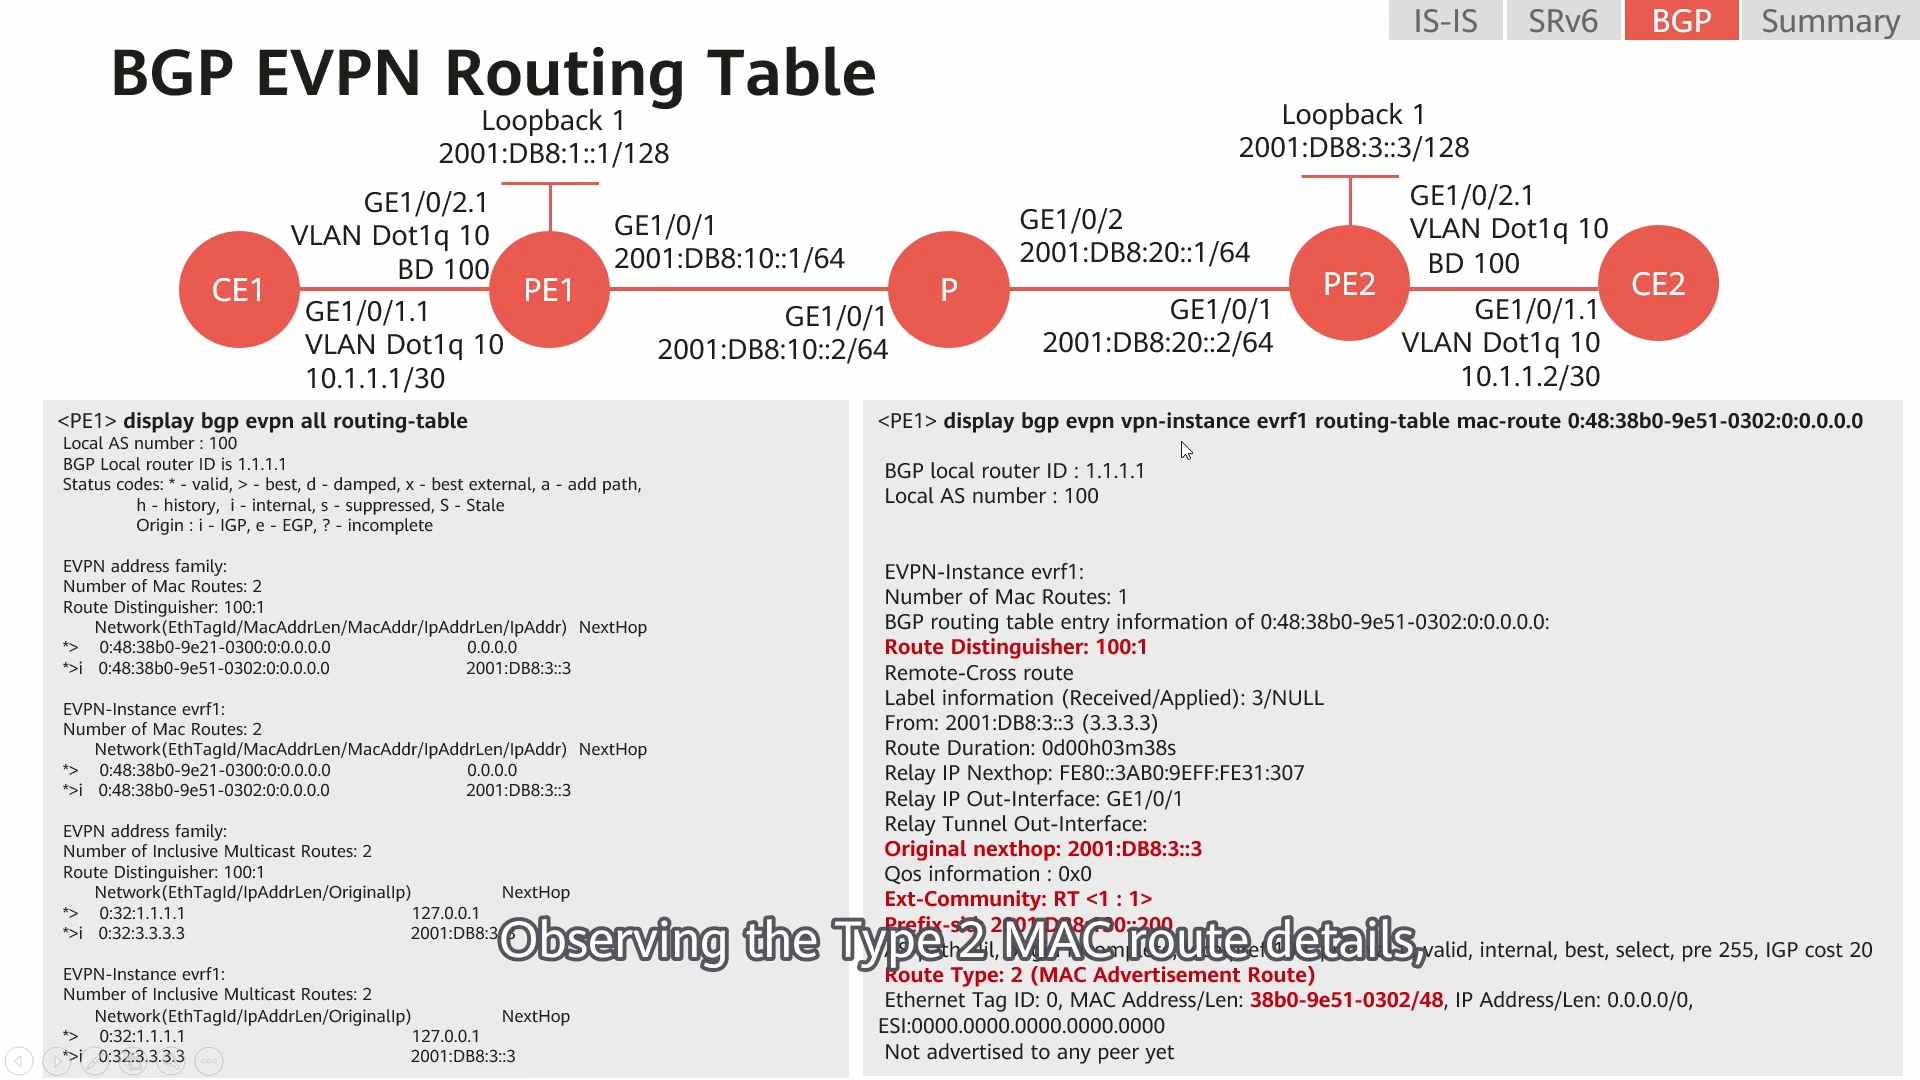 IS-IS SRv6 BGP Summary
BGP EVPN Routing Table
Loopback 1
2001:DB8:1::1/128
Loopback 1
2001:DB8:3::3/128
GE1/0/2.1
VLAN Dot1q 10
BD 100
GE1/0/1
2001:DB8:10::1/64
GE1/0/2
2001:DB8:20::1/64
GE1/0/2.1
VLAN Dot1q 10
BD 100
CE1 PE1 P PE2 CE2
GE1/0/1.1
VLAN Dot1q 10
10.1.1.1/30
GE1/0/1
2001:DB8:10::2/64
GE1/0/1
2001:DB8:20::2/64
GE1/0/1.1
VLAN Dot1q 10
10.1.1.2/30
<PE1> display bgp evpn all routing-table
Local AS number : 100
BGP Local router ID is 1.1.1.1
Status codes: * - valid, > - best, d - damped, x - best external, a - add path,
h - history, i - internal, s - suppressed, S - Stale
Origin : i - IGP, e - EGP, ? - incomplete
EVPN address family:
Number of Mac Routes: 2
Route Distinguisher: 100:1
Network(EthTagId/MacAddrLen/MacAddr/IpAddrLen/IpAddr) NextHop
*> 0:48:38b0-9e21-0300:0:0.0.0.0 0.0.0.0
*>i 0:48:38b0-9e51-0302:0:0.0.0.0 2001:DB8:3::3
EVPN-Instance evrf1:
Number of Mac Routes: 2
Network(EthTagId/MacAddrLen/MacAddr/IpAddrLen/IpAddr) NextHop
*> 0:48:38b0-9e21-0300:0:0.0.0.0 0.0.0.0
*>i 0:48:38b0-9e51-0302:0:0.0.0.0 2001:DB8:3::3
EVPN address family:
Number of Inclusive Multicast Routes: 2
Route Distinguisher: 100:1
Network(EthTagId/IpAddrLen/OriginalIp) NextHop
*> 0:32:1.1.1.1 127.0.0.1
*>i 0:32:3.3.3.3
EVPN-Instance evrf1:
Number of Inclusive Multicast Routes: 2
Network(EthTagId/IpAddrLen/OriginalIp) NextHop
*> 0:32:1.1.1.1 127.0.0.1
*>i 0:32:3.3.3.3 2001:DB8:3::3
<PE1> display bgp evpn vpn-instance evrf1 routing-table mac-route 0:48:38b0-9e51-0302:0:0.0.0.0
BGP local router ID : 1.1.1.1
Local AS number : 100
EVPN-Instance evrf1:
Number of Mac Routes: 1
BGP routing table entry information of 0:48:38b0-9e51-0302:0:0.0.0.0:
Route Distinguisher: 100:1
Remote-Cross route
Label information (Received/Applied): 3/NULL
From: 2001:DB8:3::3 (3.3.3.3)
Route Duration: 0d00h03m38s
Relay IP Nexthop: FE80::3AB0:9EFF:FE31:307
Relay IP Out-Interface: GE1/0/1
Relay Tunnel Out-Interface:
Original nexthop: 2001:DB8:3::3
Qos information : 0x0
Ext-Community: RT <1 : 1>
valid, internal, best, select, pre 255, IGP cost 20
Route Type: 2 (MAC Advertisement Route)
Ethernet Tag ID: 0, MAC Address/Len: 38b0-9e51-0302/48, IP Address/Len: 0.0.0.0/0,
ESI:0000.0000.0000.0000.0000
Not advertised to any peer yet
Observing the Type 2 MAC route details,